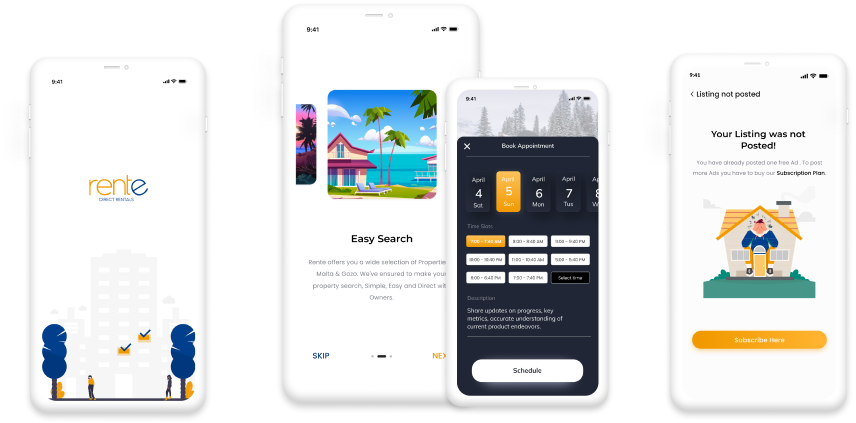 9:41
rente
DIRECT RENTALS
9:41
Easy Search
Rente offers you a wide selection of Propertie
Malta & Gozo. We've ensured to make your
property search, Simple, Easy and Direct wi
Owners.
SKIP
NEX
9:41
Book Appointment
April
4
Sat
April
5
Sun
April
6
Mon
April
7
Tus
April
8
W
Time Slots
7:00 - 7:40 AM
8:00 - 8:40 AM
9:00 - 9:40 PM
10:00 - 10:40 PM
11:00 - 10:40 AM
5:00 - 5:40 PM
6:00 - 6:40 PM
7:00 - 7:40 PM
Select time
Description
Share updates on progress, key
metrics, accurate understanding of
current product endeavors.
Schedule
9:41
Listing not posted
Your Listing was not
Posted!
You have already posted one free Ad . To post
more Ads you have to buy our Subscription Plan.
Subscribe Here